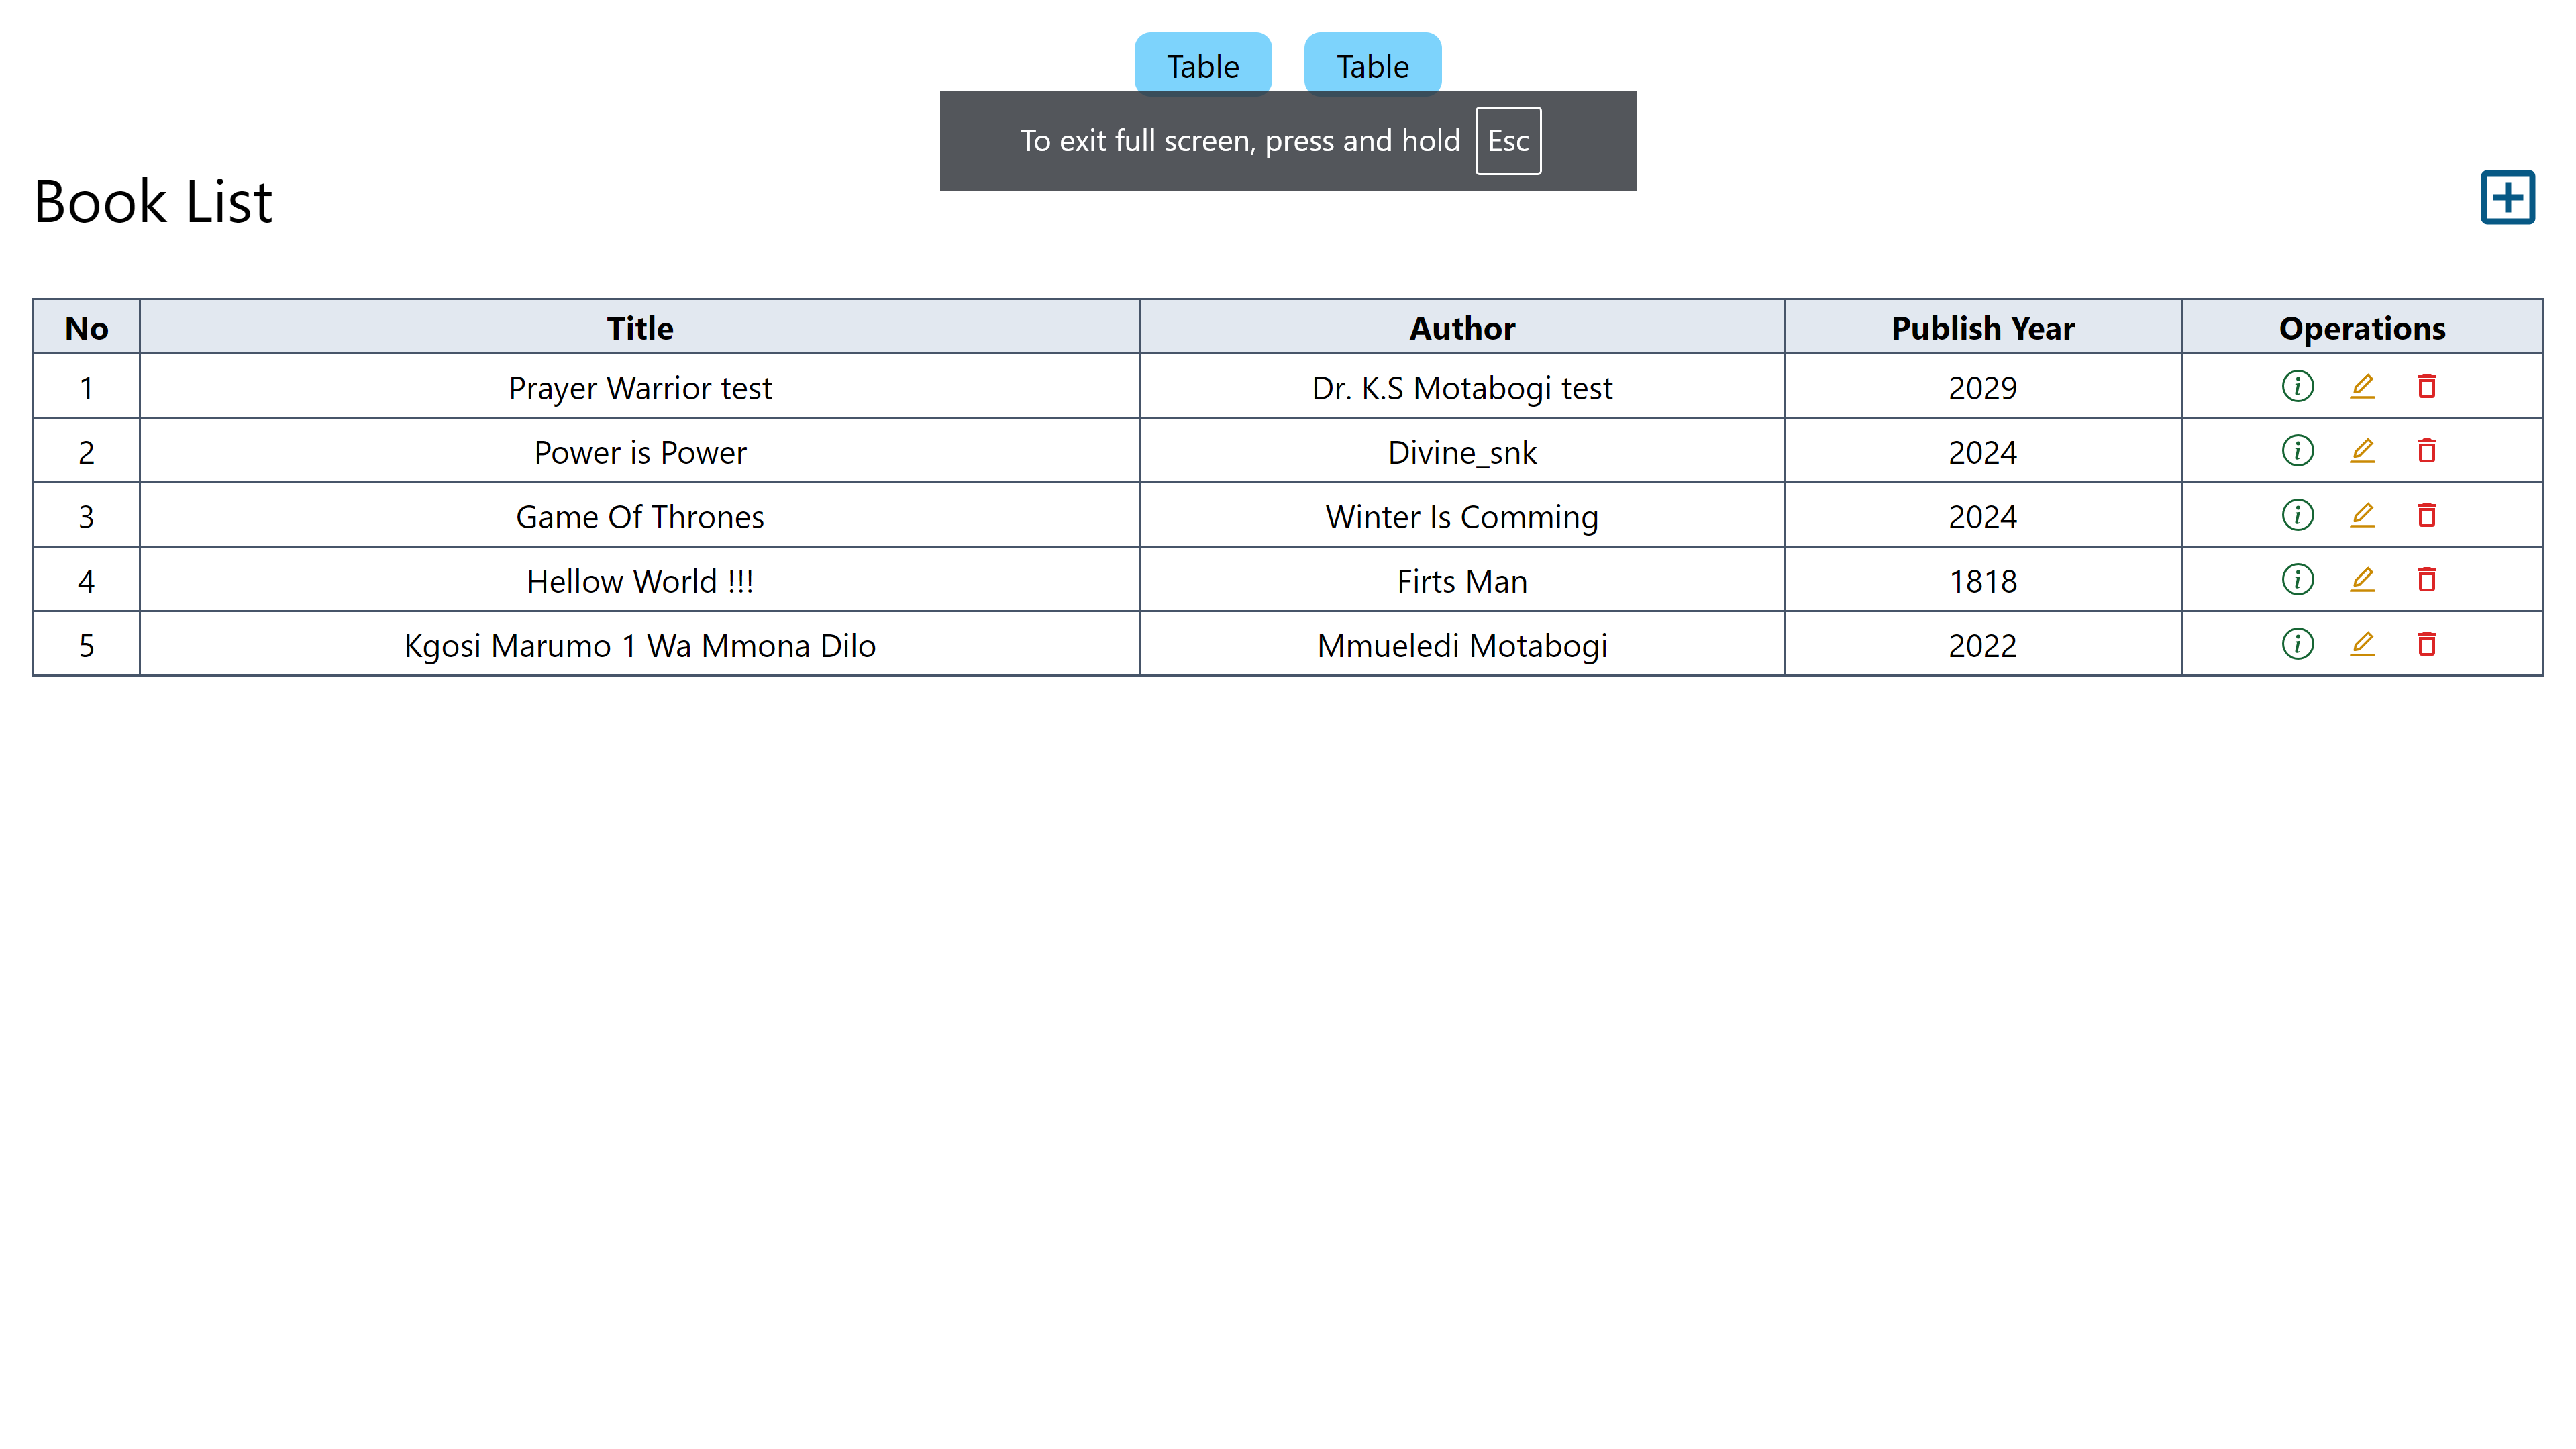 Table Table
To exit full screen, press and hold Esc
Book List
No Title Author Publish Year Operations
1 Prayer Warrior test Dr. K.S Motabogi test 2029
2 Power is Power Divine_snk 2024
3 Game Of Thrones Winter Is Comming 2024
4 Hellow World !!! Firts Man 1818
5 Kgosi Marumo 1 Wa Mmona Dilo Mmueledi Motabogi 2022